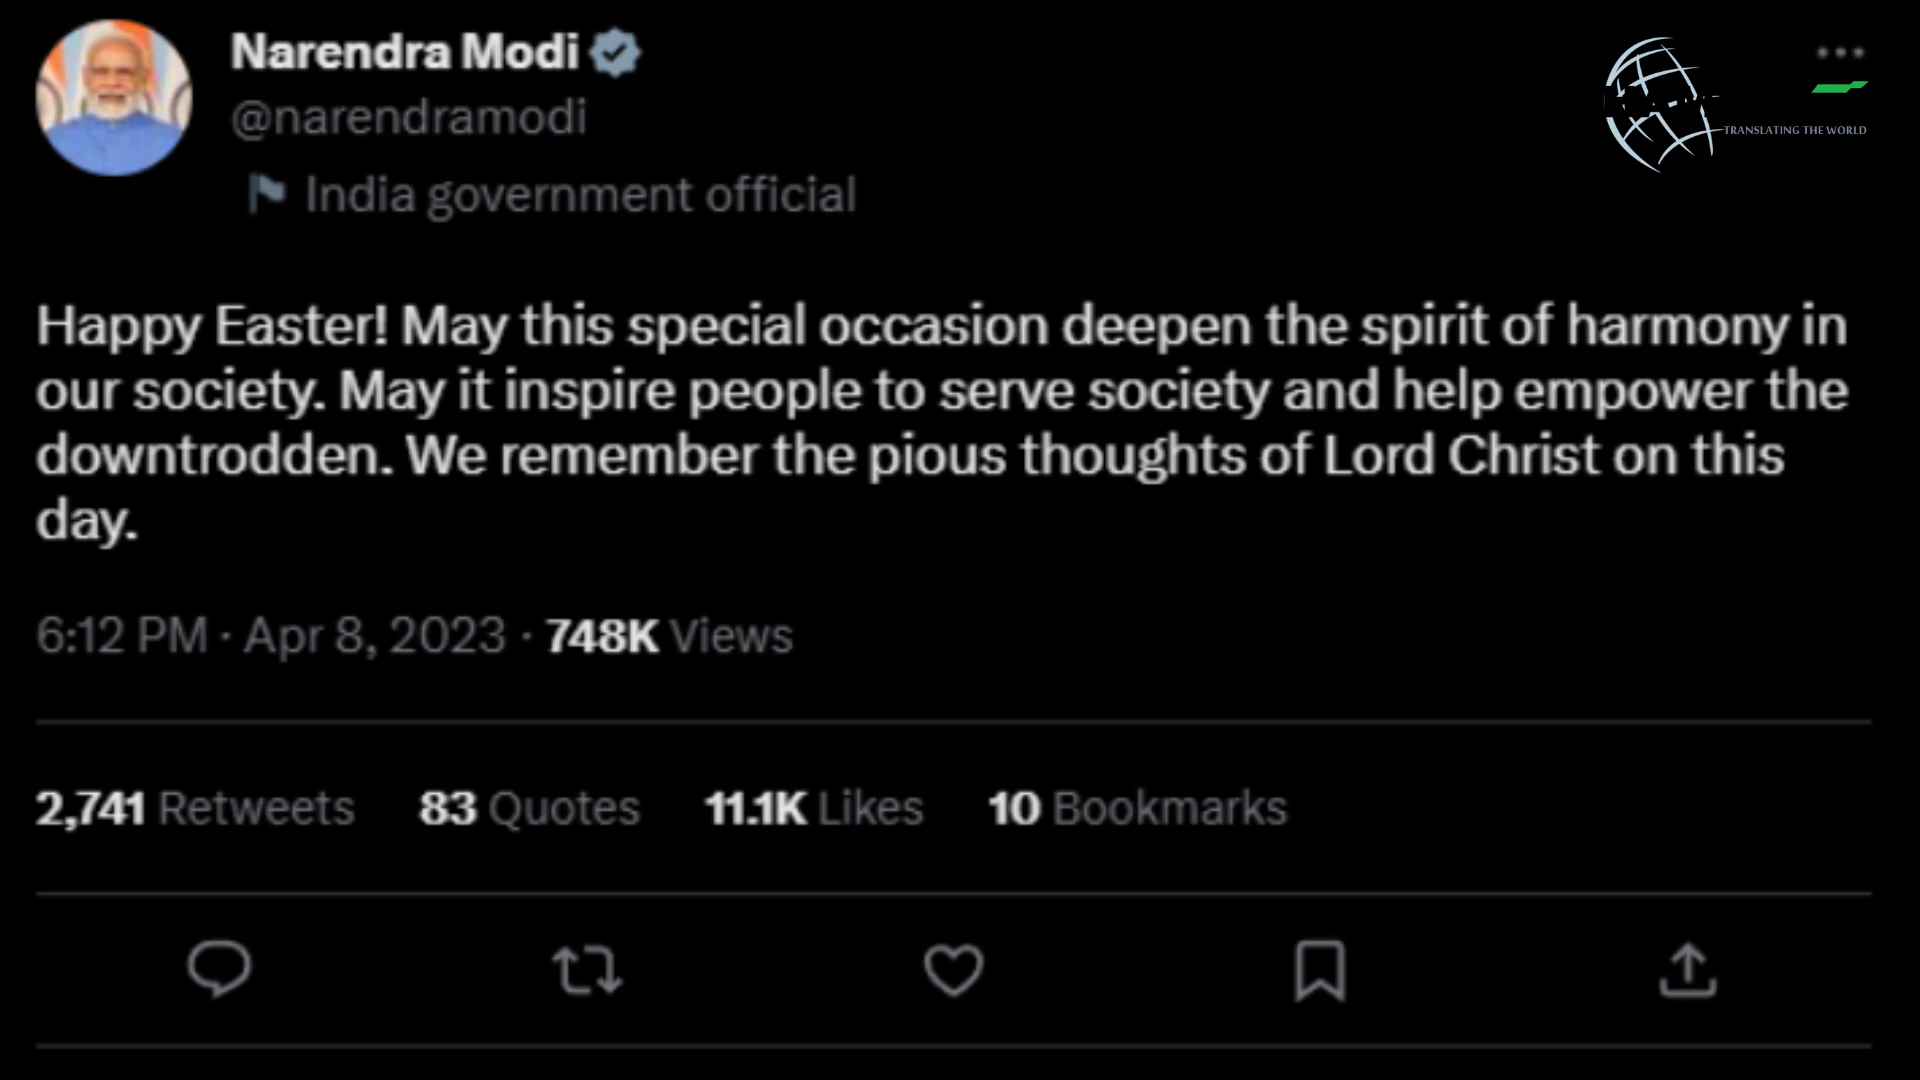 Narendra Modi
@narendramodi
India government official
TRANSLATING THE WORLD
Happy Easter! May this special occasion deepen the spirit of harmony in
our society. May it inspire people to serve society and help empower the
downtrodden. We remember the pious thoughts of Lord Christ on this
day.
6:12 PM · Apr 8, 2023 · 748K Views
2,741 Retweets 83 Quotes 11.1K Likes 10 Bookmarks